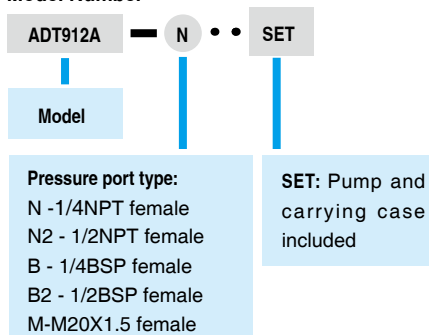 ADT912A — N • • SET
Model
Pressure port type:
N -1/4NPT female
N2 - 1/2NPT female
B - 1/4BSP female
B2 - 1/2BSP female
M-M20X1.5 female
SET: Pump and
carrying case
included